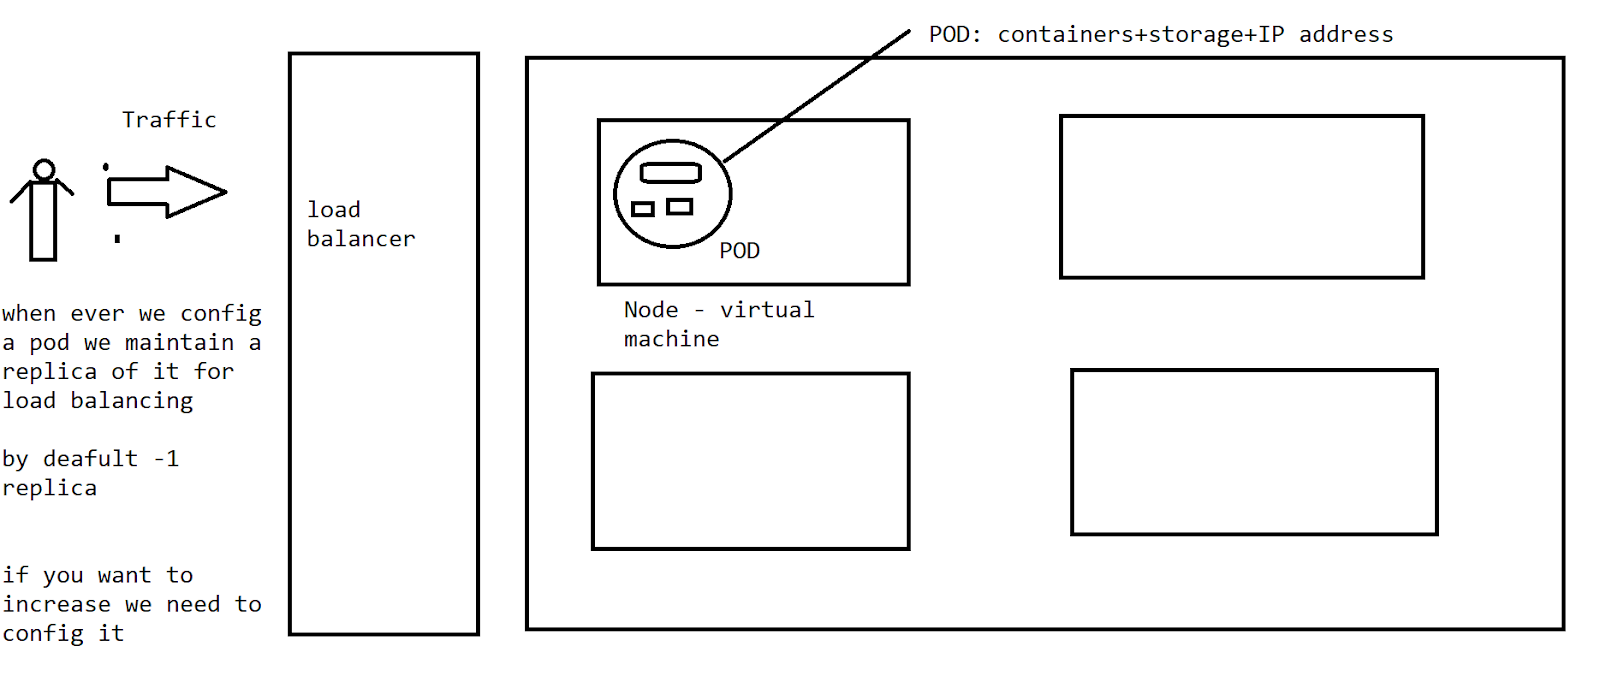 POD: containers+storage+IP address
Traffic
load
balancer
POD
Node - virtual
machine
when ever we config
a pod we maintain a
replica of it for
load balancing
by deafult -1
replica
if you want to
increase we need to
config it